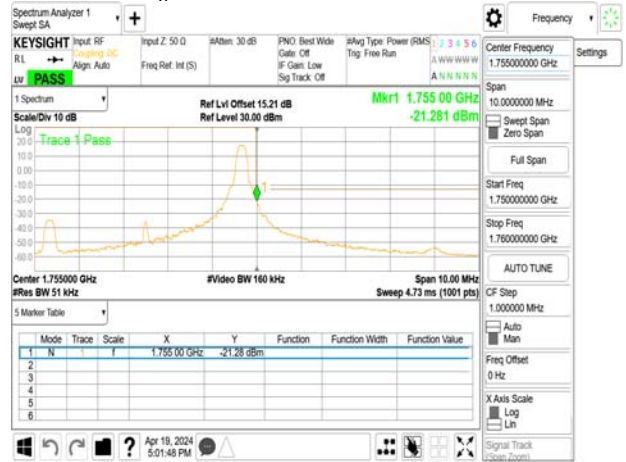 Spectrum Analyzer 1
Swept SA
+
Frequency
Settings
KEYSIGHT
RL
PASS
Input: RF
Coupling: DC
Align: Auto
Input Z: 50 Ω
Freq Ref: Int (S)
#Atten: 30 dB
PNO: Best Wide
Gate: Off
IF Gain: Low
Sig Track: Off
#Avg Type: Power (RMS
Trig: Free Run
1 2 3 4 5 6
A W W W W W
A N N N N N
1 Spectrum
Scale/Div 10 dB
Ref Lvl Offset 15.21 dB
Ref Level 30.00 dBm
Mkr1 1.755 00 GHz
-21.281 dBm
Log
Trace 1 Pass
20.0
10.0
0.00
-10.0
-20.0
-30.0
-40.0
-50.0
-60.0
1
Center 1.755000 GHz
#Res BW 51 kHz
#Video BW 160 kHz
Span 10.00 MHz
Sweep 4.73 ms (1001 pts)
5 Marker Table
Mode Trace Scale X Y Function Function Width Function Value
1 N 1 f 1.755 00 GHz -21.28 dBm
2
3
4
5
6
Center Frequency
1.755000000 GHz
Span
10.0000000 MHz
Swept Span
Zero Span
Full Span
Start Freq
1.750000000 GHz
Stop Freq
1.760000000 GHz
AUTO TUNE
CF Step
1.000000 MHz
Auto
Man
Freq Offset
0 Hz
X Axis Scale
Log
Lin
Signal Track
(Span Zoom)
?
Apr 19, 2024
5:01:48 PM